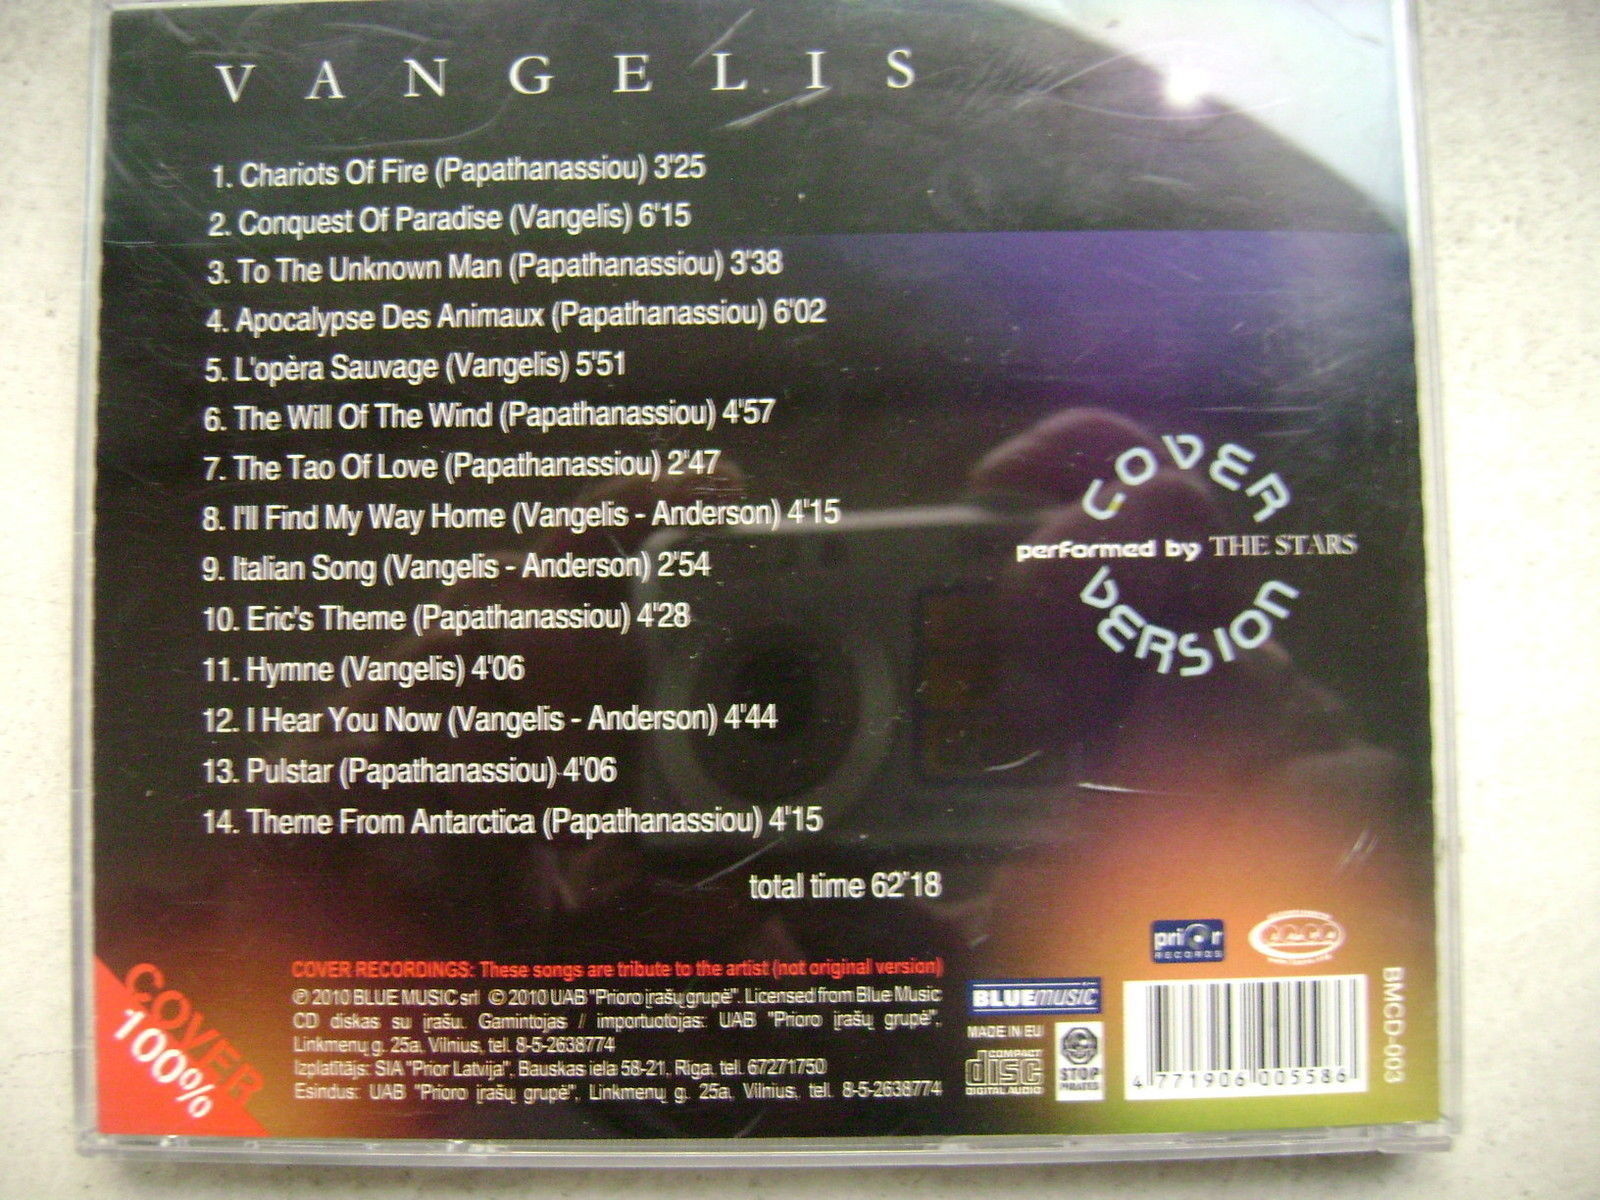 VANGELIS
1. Chariots Of Fire (Papathanassiou) 3'25
2. Conquest Of Paradise (Vangelis) 6'15
3. To The Unknown Man (Papathanassiou) 3'38
4. Apocalypse Des Animaux (Papathanassiou) 6'02
5. L'opèra Sauvage (Vangelis) 5'51
6. The Will Of The Wind (Papathanassiou) 4'57
7. The Tao Of Love (Papathanassiou) 2'47
8. I'll Find My Way Home (Vangelis - Anderson) 4'15
9. Italian Song (Vangelis - Anderson) 2'54
10. Eric's Theme (Papathanassiou) 4'28
11. Hymne (Vangelis) 4'06
12. I Hear You Now (Vangelis - Anderson) 4'44
13. Pulstar (Papathanassiou) 4'06
14. Theme From Antarctica (Papathanassiou) 4'15
total time 62'18
COVER
performed by THE STARS
VERSION
COVER RECORDINGS: These songs are tribute to the artist (not original version)
℗ 2010 BLUE MUSIC srl © 2010 UAB "Prioro įrašų grupė". Licensed from Blue Music
CD diskas su įrašu. Gamintojas / importuotojas: UAB "Prioro įrašų grupė",
Linkmenų g. 25a, Vilnius, tel. 8-5-2638774
Izplatītājs: SIA "Prior Latvija". Bauskas iela 58-21, Rīga, tel. 67271750
Esindus: UAB "Prioro įrašų grupė", Linkmenų g. 25a, Vilnius, tel. 8-5-2638774
COVER
100%
prior
RECORDS
BLUEmusic
MADE IN EU
COMPACT
disc
DIGITAL AUDIO
STOP
PIRATES
4 771906 005586
BMCD-003